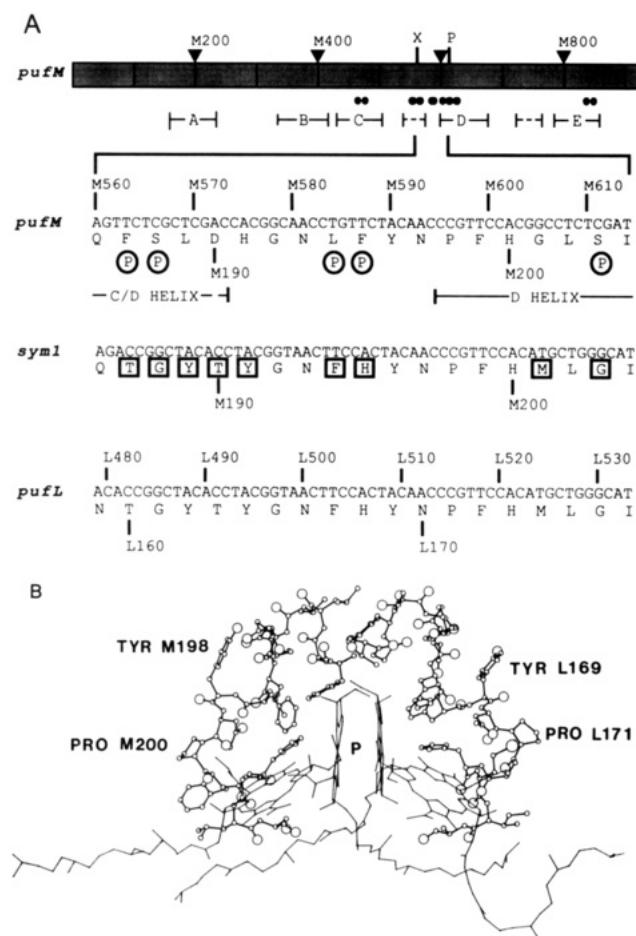 A
X P
M200 M400 M800
pufM
A B C D E
M560 M570 M580 M590 M600 M610
pufM AGTTCTCGCTCGACCACGGCAACCTGTTCTACAACCCGTTCCACGGCCTCTCGAT
Q F S L D H G N L F Y N P F H G L S I
P P P P P
M190 M200
C/D HELIX D HELIX
sym1 AGACCGGCTACACCTACGGTAACTTCCACTACAACCCGTTCCACATGCTGGGCAT
Q T G Y T Y G N F H Y N P F H M L G I
M190 M200
L480 L490 L500 L510 L520 L530
pufL ACACCGGCTACACCTACGGTAACTTCCACTACAACCCGTTCCACATGCTGGGCAT
N T G Y T Y G N F H Y N P F H M L G I
L160 L170
B
TYR M198 TYR L169
PRO M200 P PRO L171